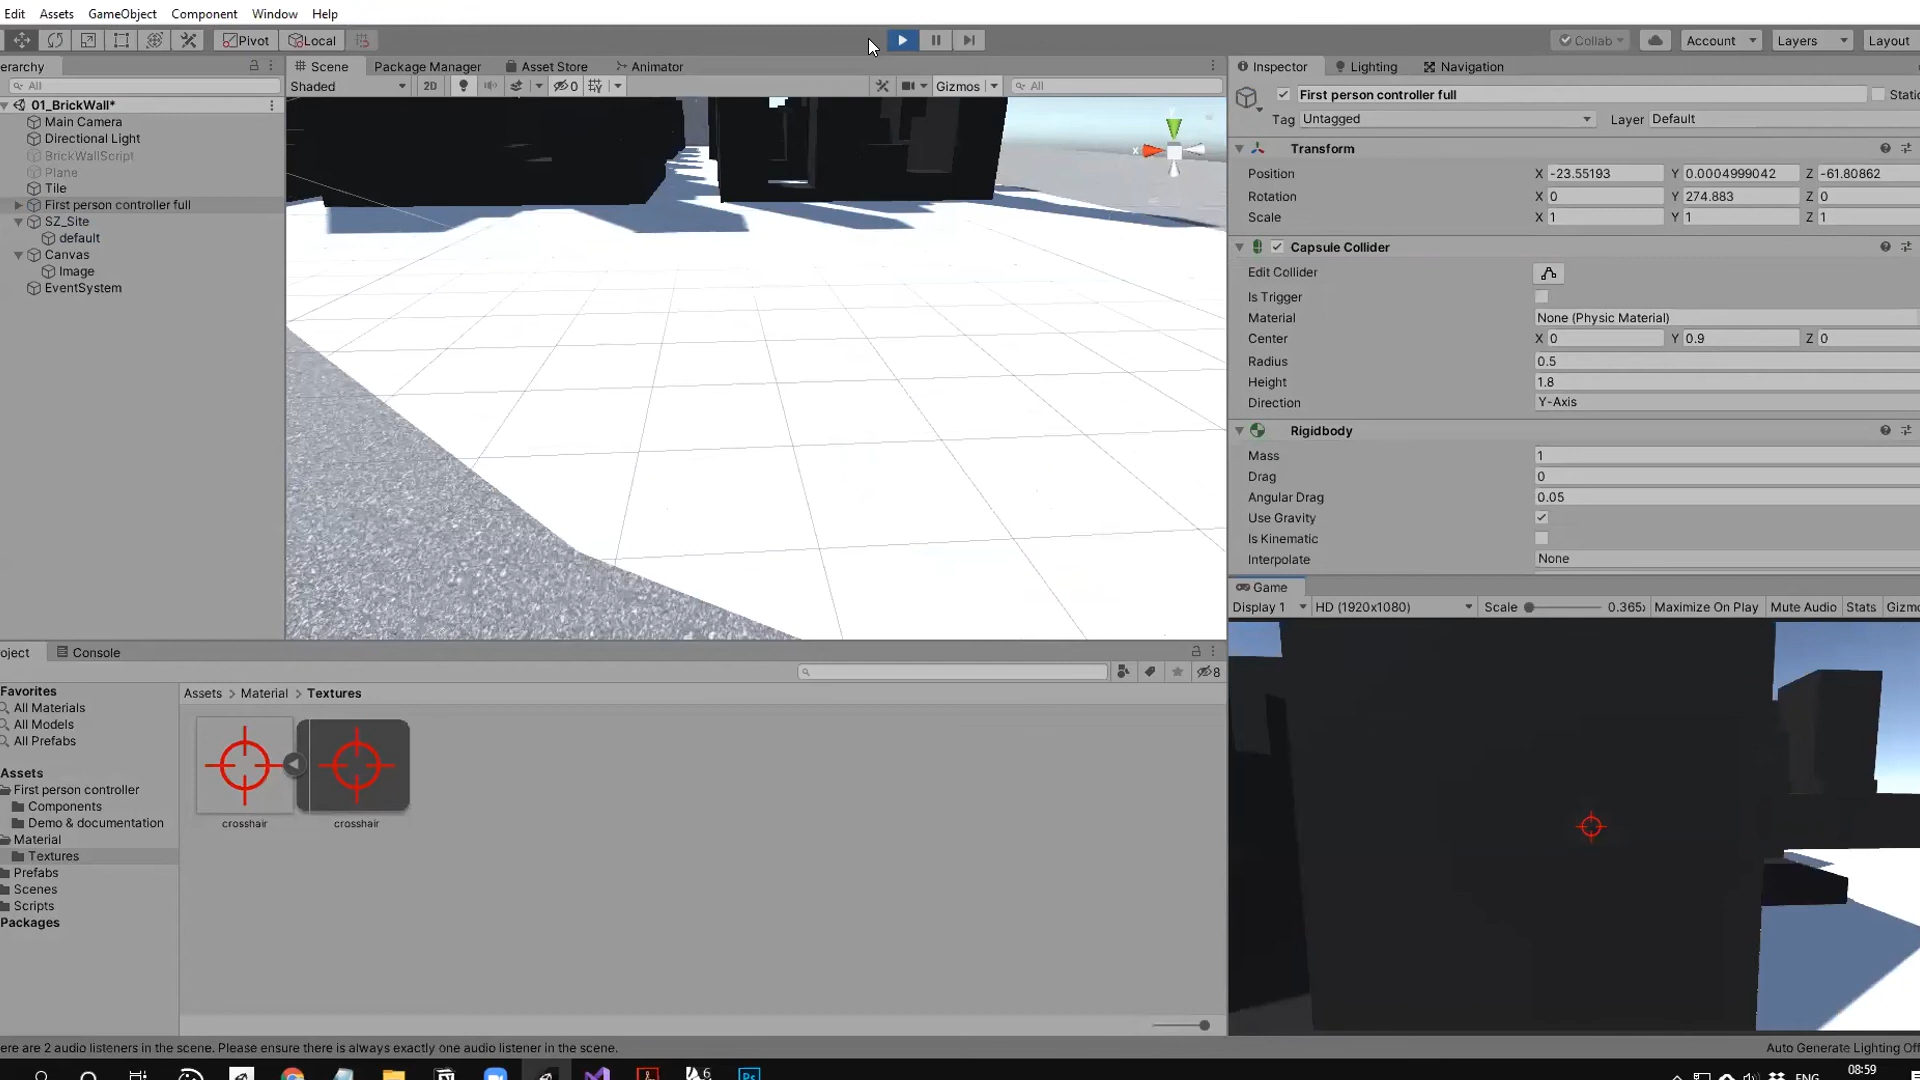 Edit Assets GameObject Component Window Help
Pivot Local Collab Account Layers Layout
erarchy Scene Package Manager Asset Store Animator Inspector Lighting Navigation
All Shaded 2D 0 Gizmos All
01_BrickWall*
Main Camera
Directional Light
BrickWallScript
Plane
Tile
First person controller full
SZ_Site
default
Canvas
Image
EventSystem
x
First person controller full Static
Tag Untagged Layer Default
Transform
Position X -23.55193 Y 0.0004999042 Z -61.80862
Rotation X 0 Y 274.883 Z 0
Scale X 1 Y 1 Z 1
Capsule Collider
Edit Collider
Is Trigger
Material None (Physic Material)
Center X 0 Y 0.9 Z 0
Radius 0.5
Height 1.8
Direction Y-Axis
Rigidbody
Mass 1
Drag 0
Angular Drag 0.05
Use Gravity
Is Kinematic
Interpolate None
Game
Display 1 HD (1920x1080) Scale 0.365x Maximize On Play Mute Audio Stats Gizmo
oject Console
8
Favorites
All Materials
All Models
All Prefabs
Assets
First person controller
Components
Demo & documentation
Material
Textures
Prefabs
Scenes
Scripts
Packages
Assets > Material > Textures
crosshair crosshair
ere are 2 audio listeners in the scene. Please ensure there is always exactly one audio listener in the scene.
Auto Generate Lighting Off
6 Ps ENG 08:59